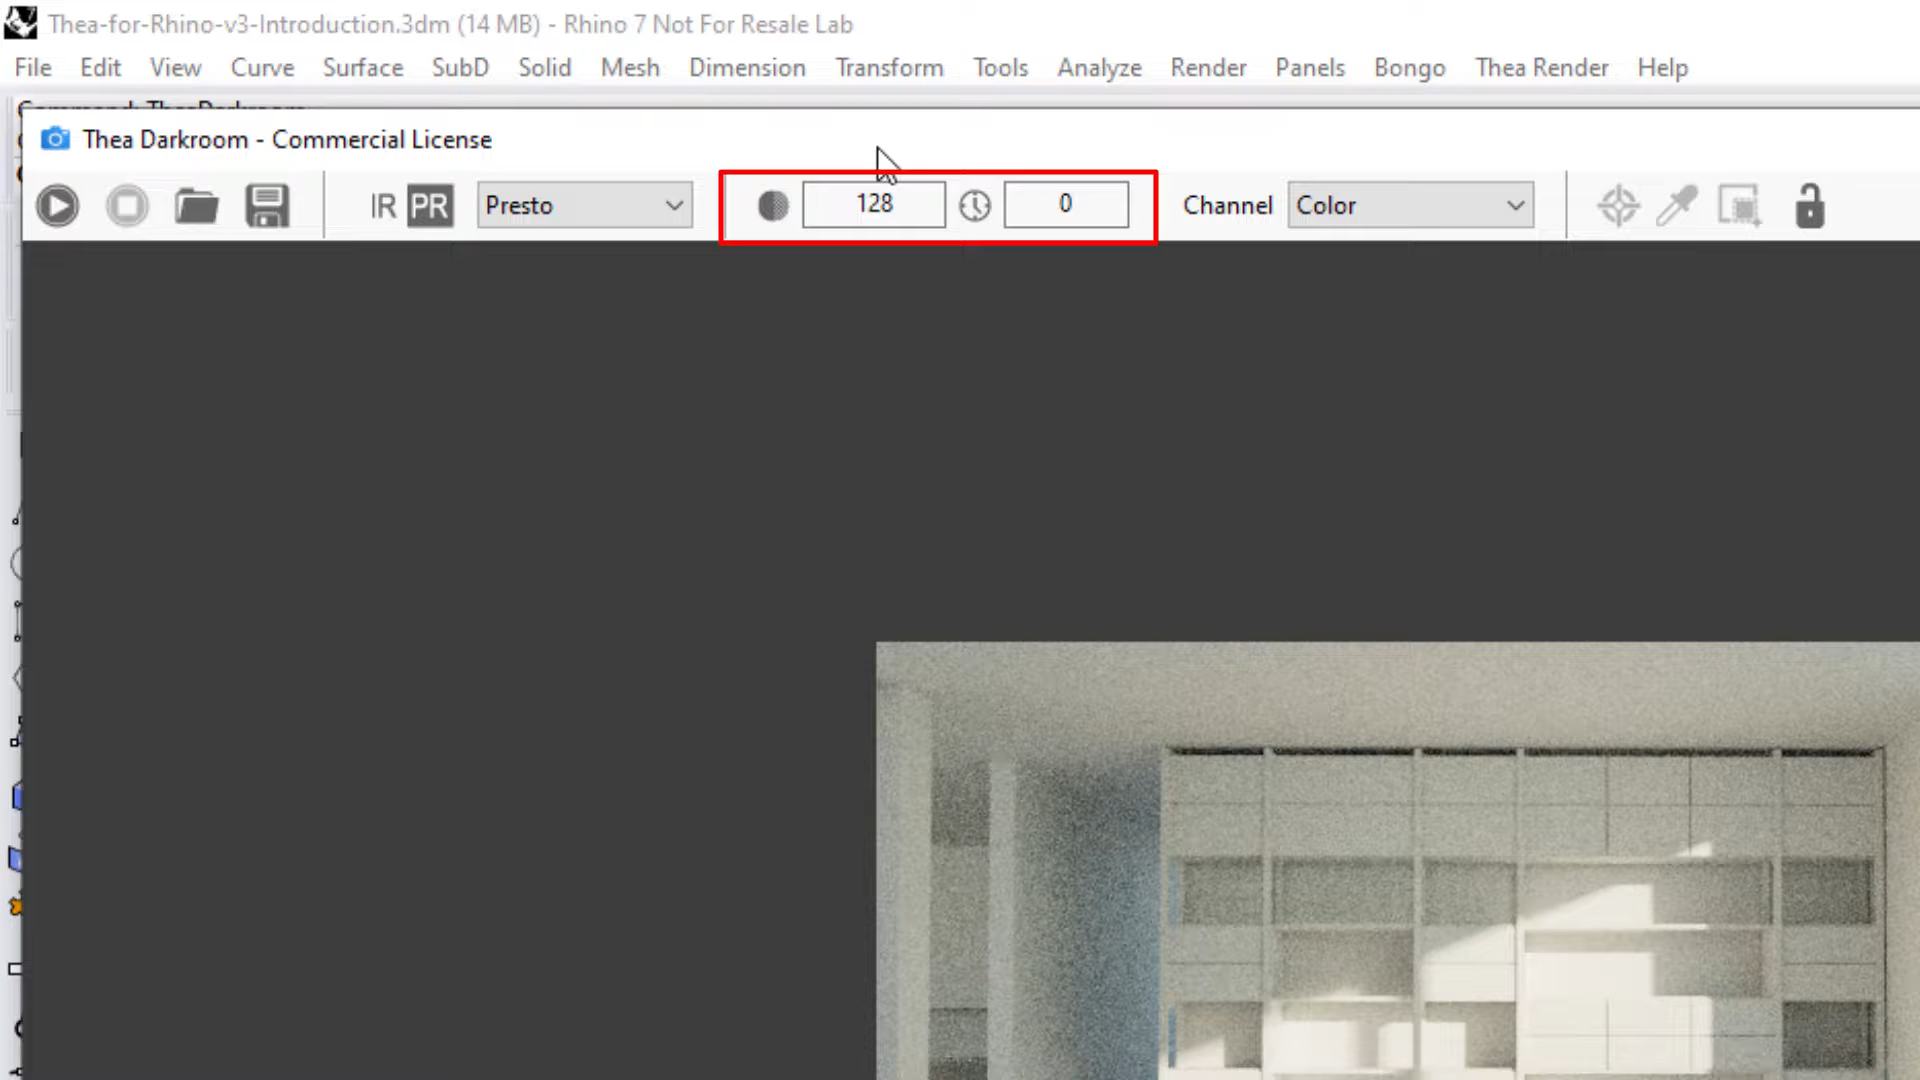 Thea-for-Rhino-v3-Introduction.3dm (14 MB) - Rhino 7 Not For Resale Lab
File Edit View Curve Surface SubD Solid Mesh Dimension Transform Tools Analyze Render Panels Bongo Thea Render Help
Command: TheaDarkroom
Thea Darkroom - Commercial License
IR PR Presto 128 0 Channel Color